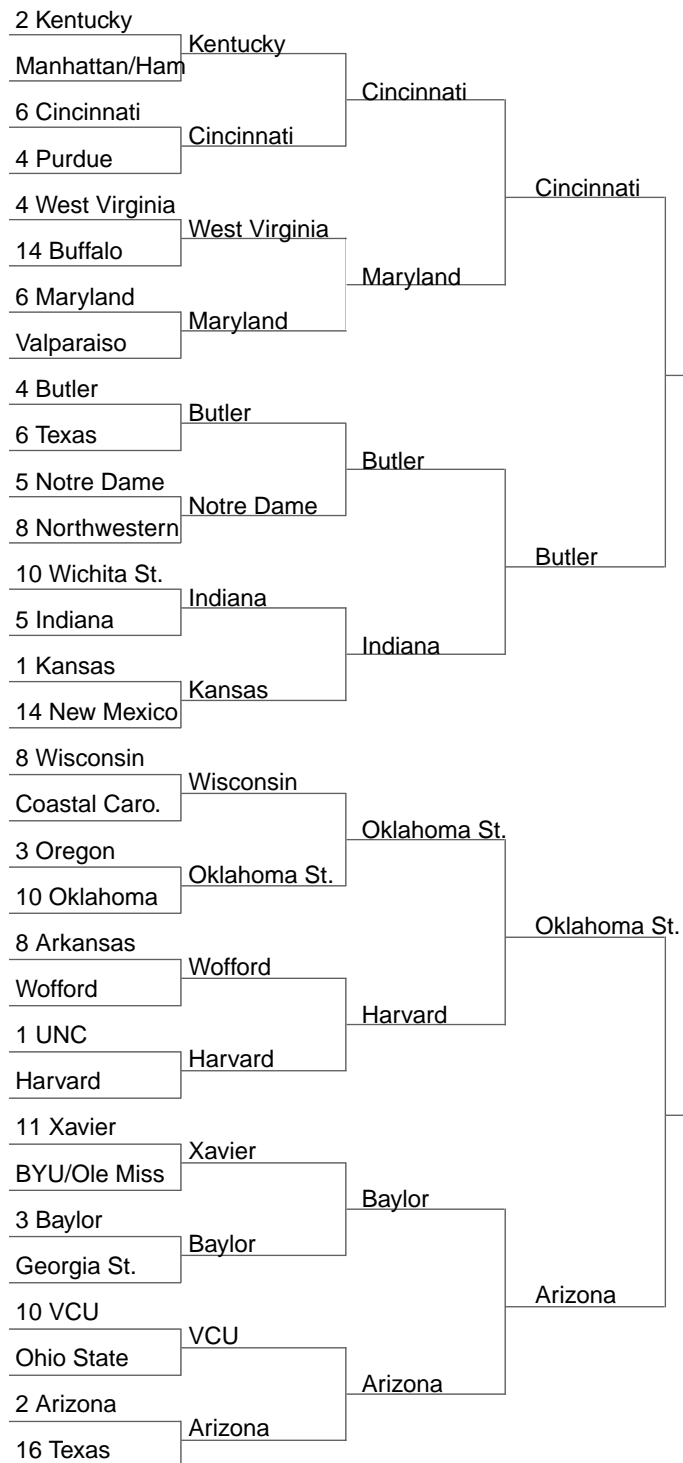 2 Kentucky
Manhattan/Ham
6 Cincinnati
4 Purdue
4 West Virginia
14 Buffalo
6 Maryland
Valparaiso
4 Butler
6 Texas
5 Notre Dame
8 Northwestern
10 Wichita St.
5 Indiana
1 Kansas
14 New Mexico
8 Wisconsin
Coastal Caro.
3 Oregon
10 Oklahoma
8 Arkansas
Wofford
1 UNC
Harvard
11 Xavier
BYU/Ole Miss
3 Baylor
Georgia St.
10 VCU
Ohio State
2 Arizona
16 Texas
Kentucky
Cincinnati
West Virginia
Maryland
Butler
Notre Dame
Indiana
Kansas
Wisconsin
Oklahoma St.
Wofford
Harvard
Xavier
Baylor
VCU
Arizona
Cincinnati
Maryland
Butler
Indiana
Oklahoma St.
Harvard
Baylor
Arizona
Cincinnati
Butler
Oklahoma St.
Arizona